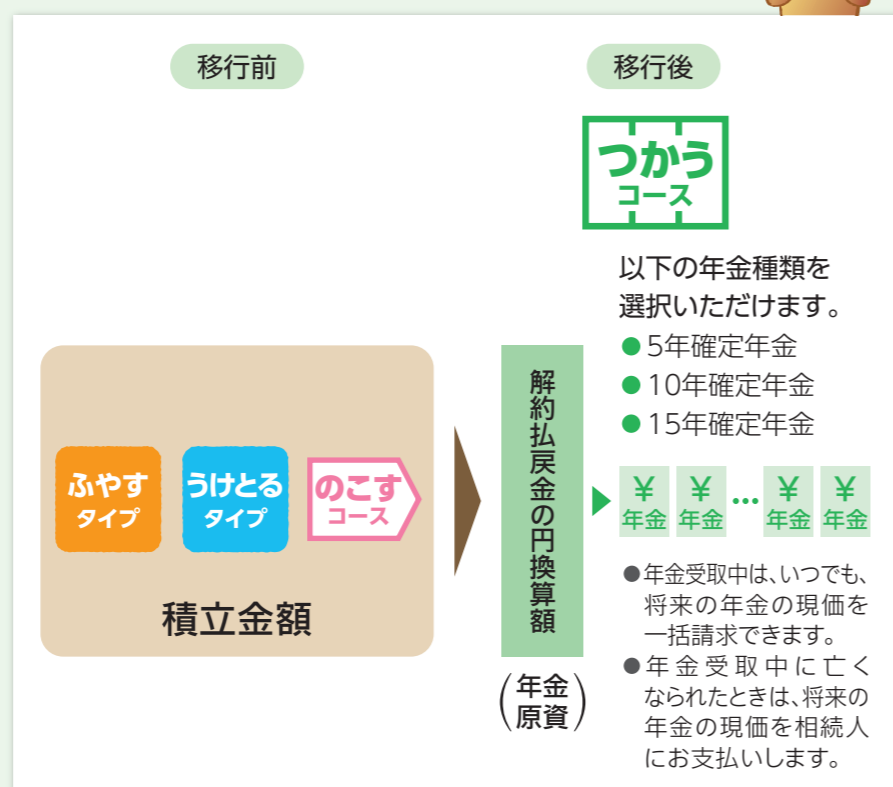 移行前
移行後
つかう
コース
以下の年金種類を
選択いただけます。
●5年確定年金
●10年確定年金
●15年確定年金
ふやす
タイプ
うけとる
タイプ
のこす
コース
積立金額
解約払戻金の円換算額
(年金
原資)
¥ ¥ … ¥ ¥
年金 年金 年金 年金
●年金受取中は、いつでも、
将来の年金の現価を
一括請求できます。
●年金受取中に亡く
なられたときは、将来の
年金の現価を相続人
にお支払いします。